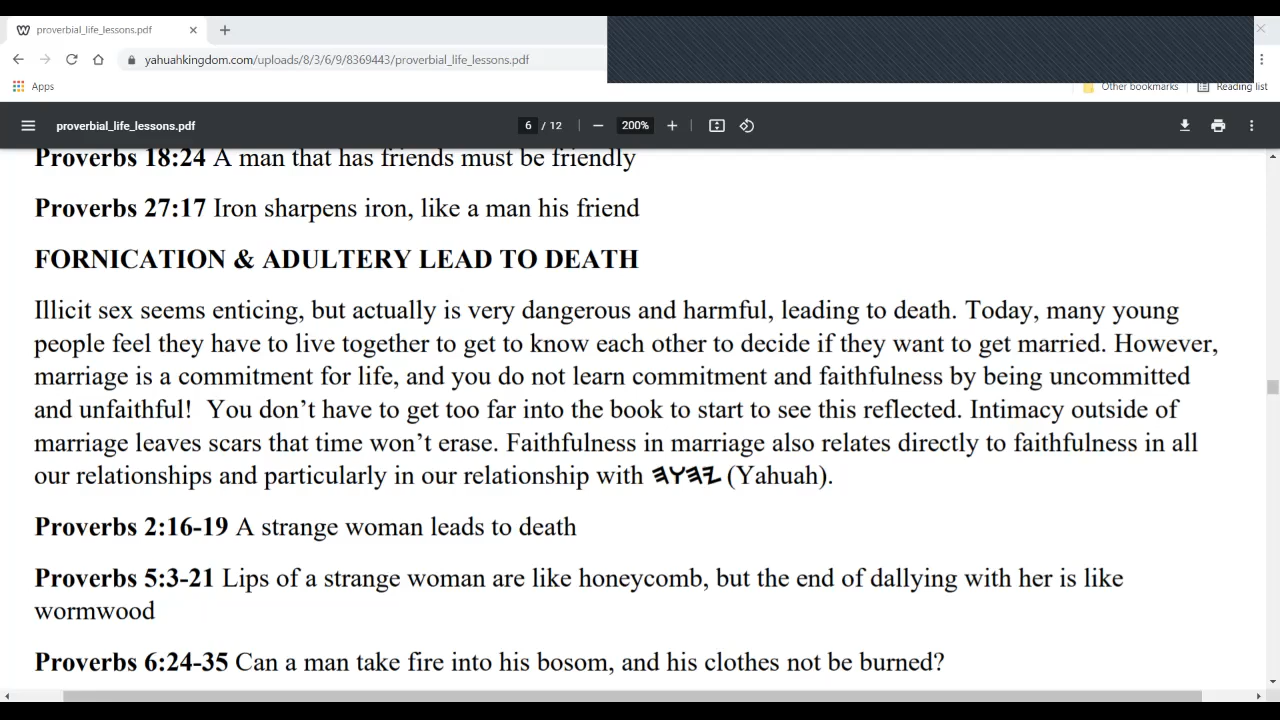 proverbial_life_lessons.pdf
yahuahkingdom.com/uploads/8/3/6/9/8369443/proverbial_life_lessons.pdf
Apps
Other bookmarks
Reading list
proverbial_life_lessons.pdf
6 / 12
200%
Proverbs 18:24 A man that has friends must be friendly
Proverbs 27:17 Iron sharpens iron, like a man his friend
FORNICATION & ADULTERY LEAD TO DEATH
Illicit sex seems enticing, but actually is very dangerous and harmful, leading to death. Today, many young
people feel they have to live together to get to know each other to decide if they want to get married. However,
marriage is a commitment for life, and you do not learn commitment and faithfulness by being uncommitted
and unfaithful!  You don’t have to get too far into the book to start to see this reflected. Intimacy outside of
marriage leaves scars that time won’t erase. Faithfulness in marriage also relates directly to faithfulness in all
our relationships and particularly in our relationship with 𐤉𐤄𐤅𐤄 (Yahuah).
Proverbs 2:16-19 A strange woman leads to death
Proverbs 5:3-21 Lips of a strange woman are like honeycomb, but the end of dallying with her is like
wormwood
Proverbs 6:24-35 Can a man take fire into his bosom, and his clothes not be burned?